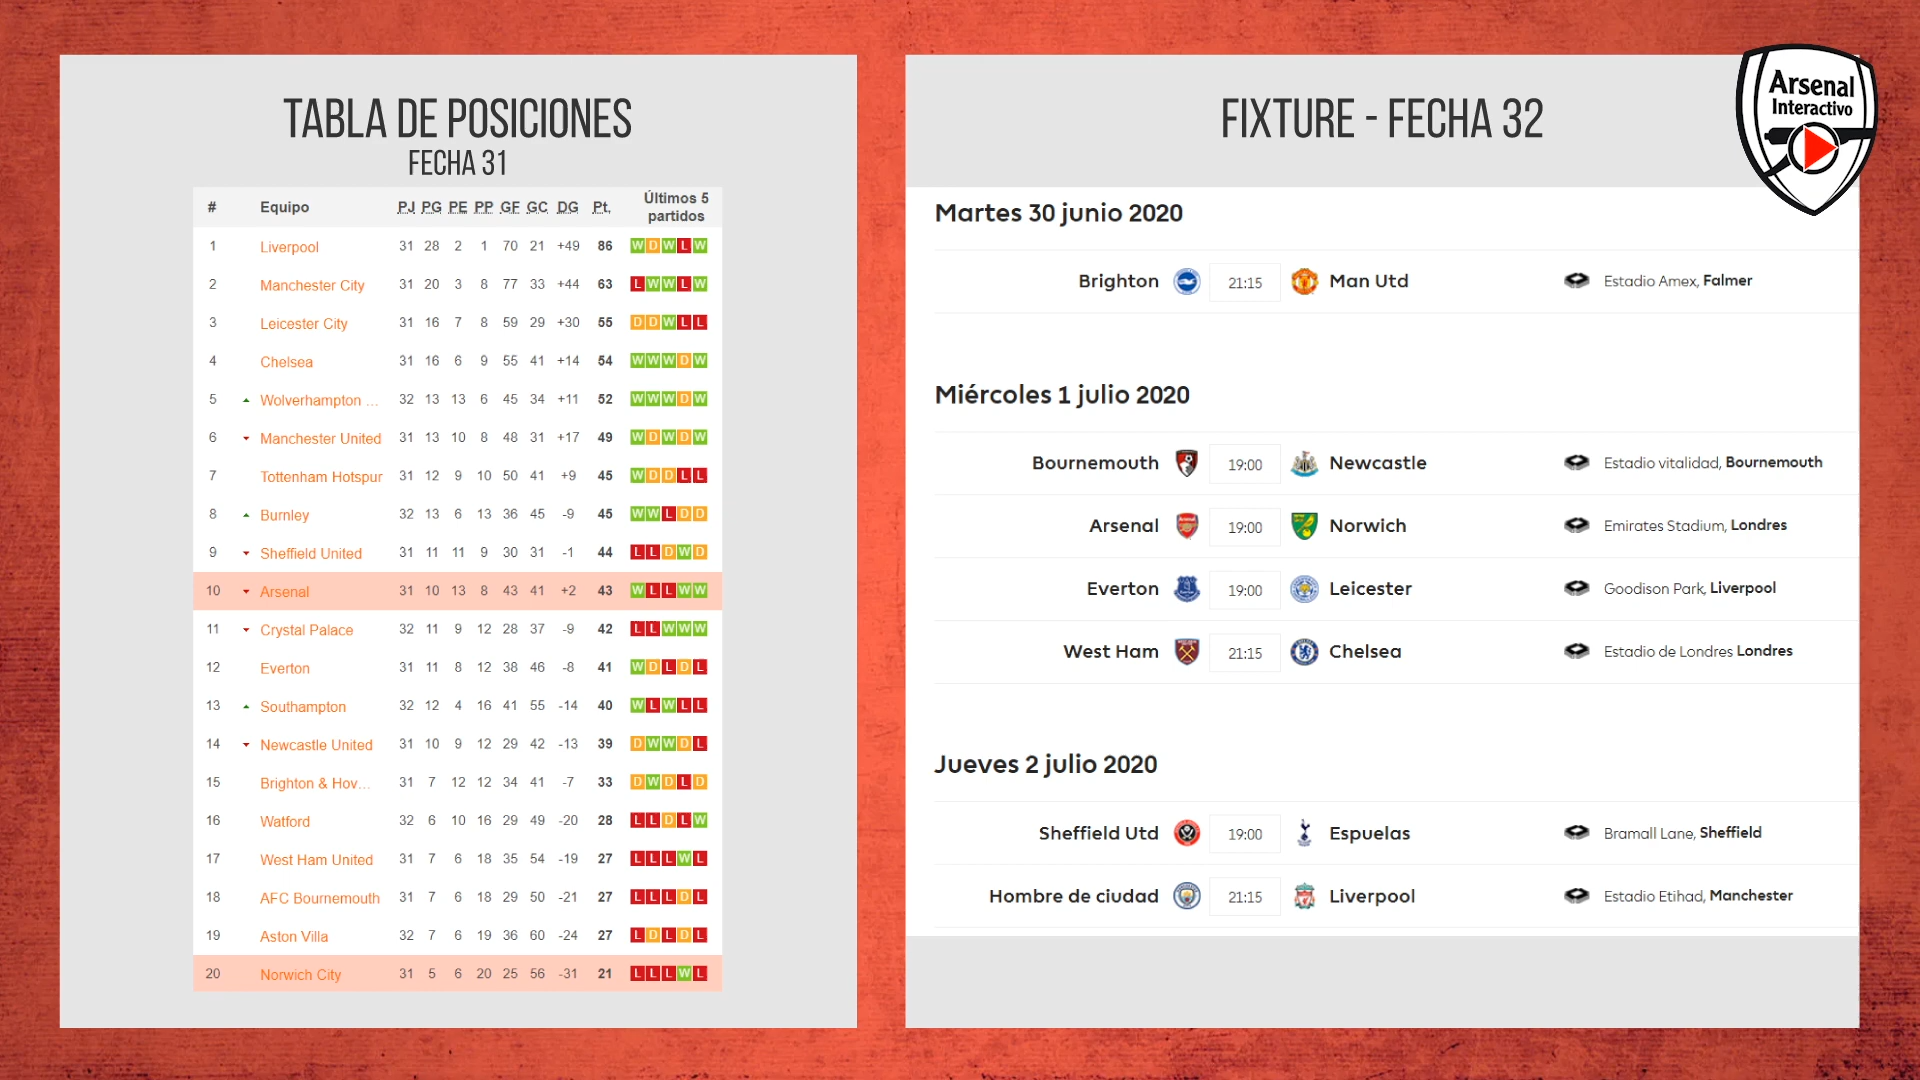 TABLA DE POSICIONES
FECHA 31
# Equipo PJ PG PE PP GF GC DG Pt. Últimos 5 partidos
1 Liverpool 31 28 2 1 70 21 +49 86 W D W L W
2 Manchester City 31 20 3 8 77 33 +44 63 L W W L W
3 Leicester City 31 16 7 8 59 29 +30 55 D D W L L
4 Chelsea 31 16 6 9 55 41 +14 54 W W W D W
5 Wolverhampton ... 32 13 13 6 45 34 +11 52 W W W D W
6 Manchester United 31 13 10 8 48 31 +17 49 W D W D W
7 Tottenham Hotspur 31 12 9 10 50 41 +9 45 W D D L L
8 Burnley 32 13 6 13 36 45 -9 45 W W L D D
9 Sheffield United 31 11 11 9 30 31 -1 44 L L D W D
10 Arsenal 31 10 13 8 43 41 +2 43 W L L W W
11 Crystal Palace 32 11 9 12 28 37 -9 42 L L W W W
12 Everton 31 11 8 12 38 46 -8 41 W D L D L
13 Southampton 32 12 4 16 41 55 -14 40 W L W L L
14 Newcastle United 31 10 9 12 29 42 -13 39 D W W D L
15 Brighton & Hov... 31 7 12 12 34 41 -7 33 D W D L D
16 Watford 32 6 10 16 29 49 -20 28 L L D L W
17 West Ham United 31 7 6 18 35 54 -19 27 L L L W L
18 AFC Bournemouth 31 7 6 18 29 50 -21 27 L L L D L
19 Aston Villa 32 7 6 19 36 60 -24 27 L D L D L
20 Norwich City 31 5 6 20 25 56 -31 21 L L L W L
FIXTURE - FECHA 32
Arsenal
Interactivo
Martes 30 junio 2020
Brighton 21:15 Man Utd Estadio Amex, Falmer
Miércoles 1 julio 2020
Bournemouth 19:00 Newcastle Estadio vitalidad, Bournemouth
Arsenal 19:00 Norwich Emirates Stadium, Londres
Everton 19:00 Leicester Goodison Park, Liverpool
West Ham 21:15 Chelsea Estadio de Londres Londres
Jueves 2 julio 2020
Sheffield Utd 19:00 Espuelas Bramall Lane, Sheffield
Hombre de ciudad 21:15 Liverpool Estadio Etihad, Manchester